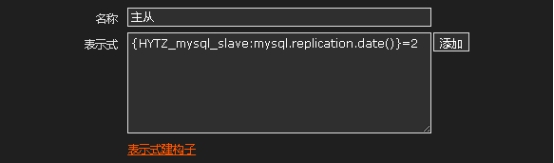 名称 主从
表示式 {HYTZ_mysql_slave:mysql.replication.date()}=2 添加
表示式建构子